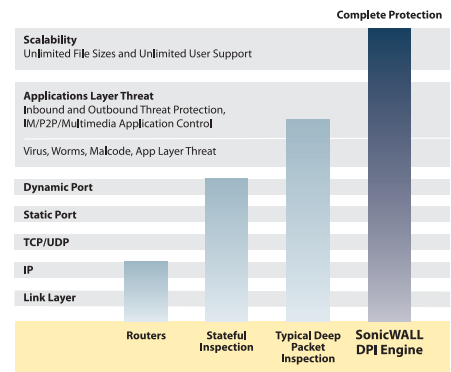 Complete Protection
Scalability
Unlimited File Sizes and Unlimited User Support
Applications Layer Threat
Inbound and Outbound Threat Protection,
IM/P2P/Multimedia Application Control
Virus, Worms, Malcode, App Layer Threat
Dynamic Port
Static Port
TCP/UDP
IP
Link Layer
Routers
Stateful
Inspection
Typical Deep
Packet
Inspection
SonicWALL
DPI Engine